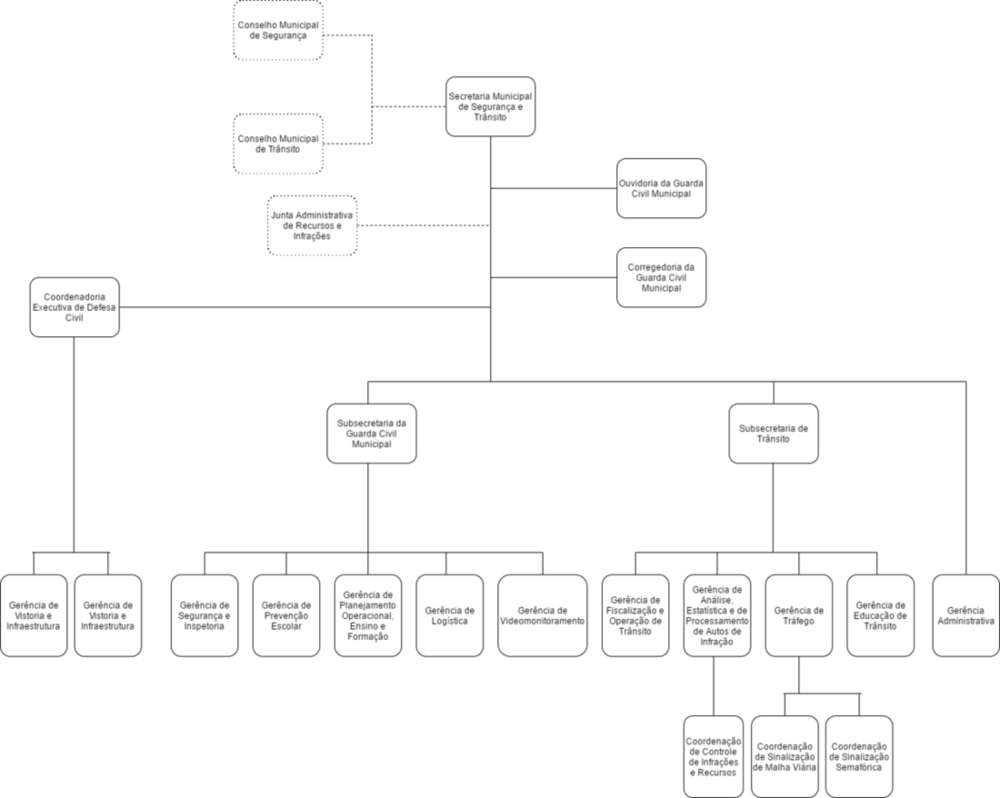 Conselho Municipal
de Segurança
Secretaria Municipal
de Segurança e
Trânsito
Conselho Municipal
de Trânsito
Ouvidoria da Guarda
Civil Municipal
Junta Administrativa
de Recursos e
Infrações
Corregedoria da
Guarda Civil
Municipal
Coordenadoria
Executiva de Defesa
Civil
Subsecretaria da
Guarda Civil
Municipal
Subsecretaria de
Trânsito
Gerência de
Vistoria e
Infraestrutura
Gerência de
Vistoria e
Infraestrutura
Gerência de
Segurança e
Inspetoria
Gerência de
Prevenção
Escolar
Gerência de
Planejamento
Operacional,
Ensino e
Formação
Gerência de
Logística
Gerência de
Videomonitoramento
Gerência de
Fiscalização e
Operação de
Trânsito
Gerência de
Análise,
Estatística e de
Processamento
de Autos de
Infração
Gerência de
Tráfego
Gerência de
Educação de
Trânsito
Gerência
Administrativa
Coordenação
de Controle
de Infrações
e Recursos
Coordenação
de Sinalização
de Malha Viária
Coordenação
de Sinalização
Semafórica